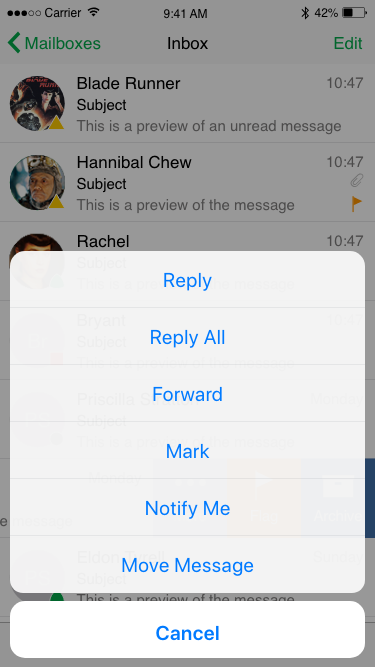 Carrier 9:41 AM 42%
Mailboxes Inbox Edit
Blade Runner 10:47
Subject
This is a preview of an unread message
Hannibal Chew 10:47
Subject
This is a preview of the message
Rachel 10:47
Subject
Reply
Bryant
Subject
Reply All
Forward
Subject
Mark
Notify Me
Move Message
Subject
This is a preview of the message
Cancel